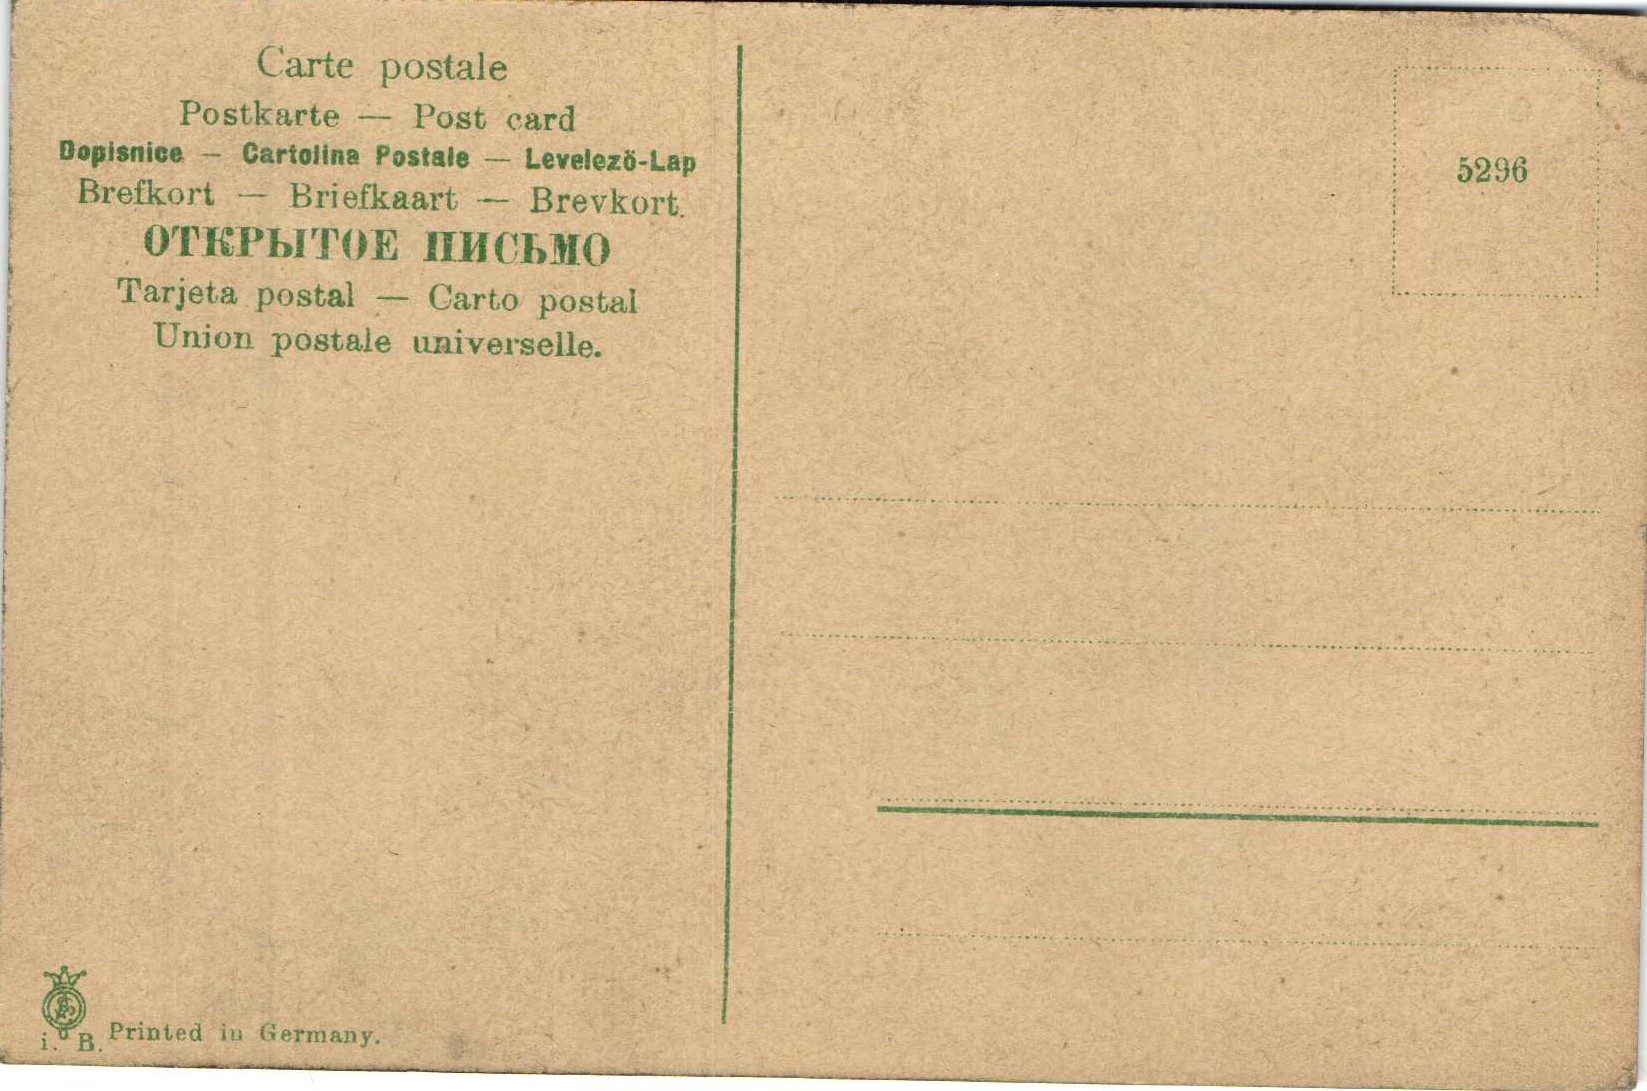 Carte postale
Postkarte — Post card
Dopisnice — Cartolina Postale — Levelező-Lap
Brefkort — Briefkaart — Brevkort.
ОТКРЫТОЕ ПИСЬМО
Tarjeta postal — Carto postal
Union postale universelle.
5296
i. B. Printed in Germany.